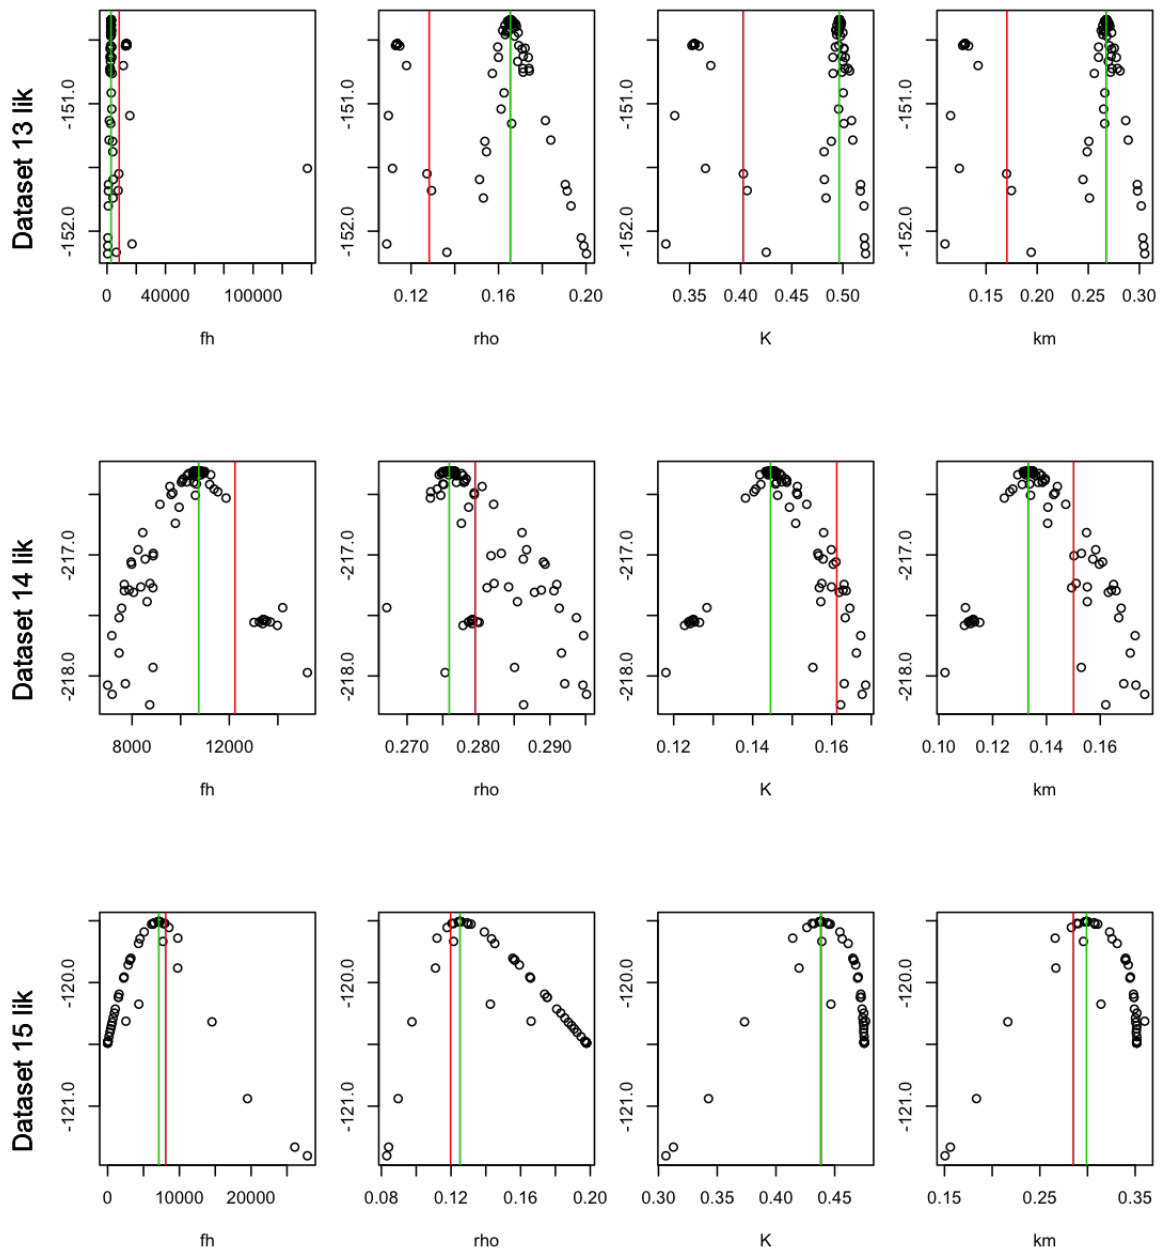 Dataset 13 lik
-152.0 -151.0
0 40000 100000
fh
0.12 0.16 0.20
rho
0.35 0.40 0.45 0.50
K
0.15 0.20 0.25 0.30
km
-152.0 -151.0
-152.0 -151.0
-152.0 -151.0
Dataset 14 lik
-218.0 -217.0
8000 12000
fh
-218.0 -217.0
0.270 0.280 0.290
rho
-218.0 -217.0
0.12 0.14 0.16
K
-218.0 -217.0
0.10 0.12 0.14 0.16
km
Dataset 15 lik
-121.0 -120.0
0 10000 20000
fh
-121.0 -120.0
0.08 0.12 0.16 0.20
rho
-121.0 -120.0
0.30 0.35 0.40 0.45
K
-121.0 -120.0
0.15 0.25 0.35
km